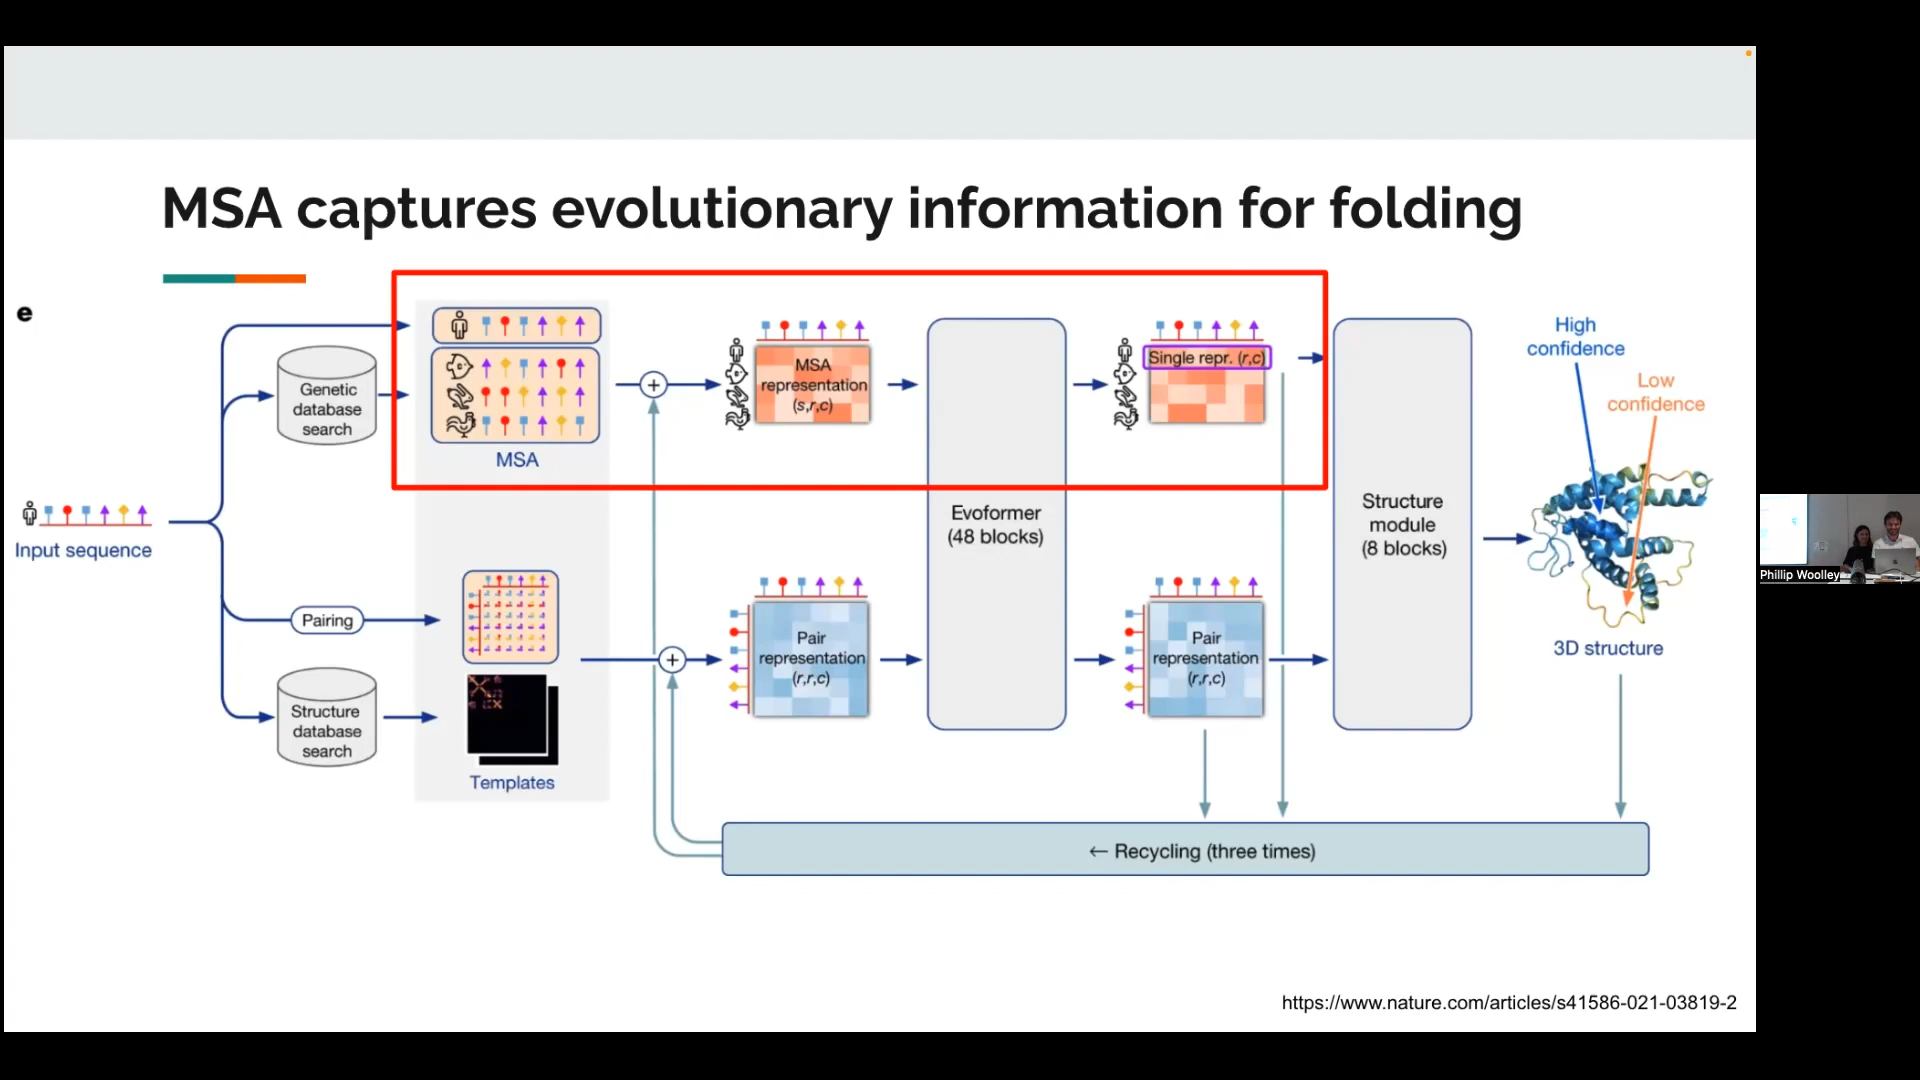 MSA captures evolutionary information for folding
e
Genetic
database
search
MSA
Input sequence
Pairing
Structure
database
search
Templates
MSA
representation
(s,r,c)
Pair
representation
(r,r,c)
Evoformer
(48 blocks)
Single repr. (r,c)
Pair
representation
(r,r,c)
Structure
module
(8 blocks)
High
confidence
Low
confidence
3D structure
← Recycling (three times)
https://www.nature.com/articles/s41586-021-03819-2
Phillip Woolley